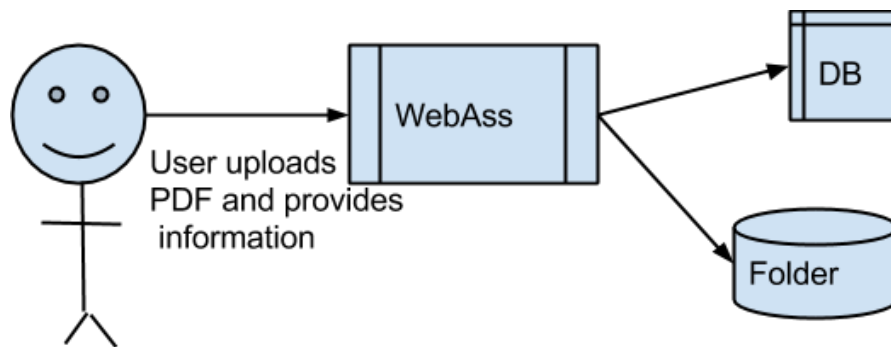 User uploads
PDF and provides
information
WebAss
DB
Folder